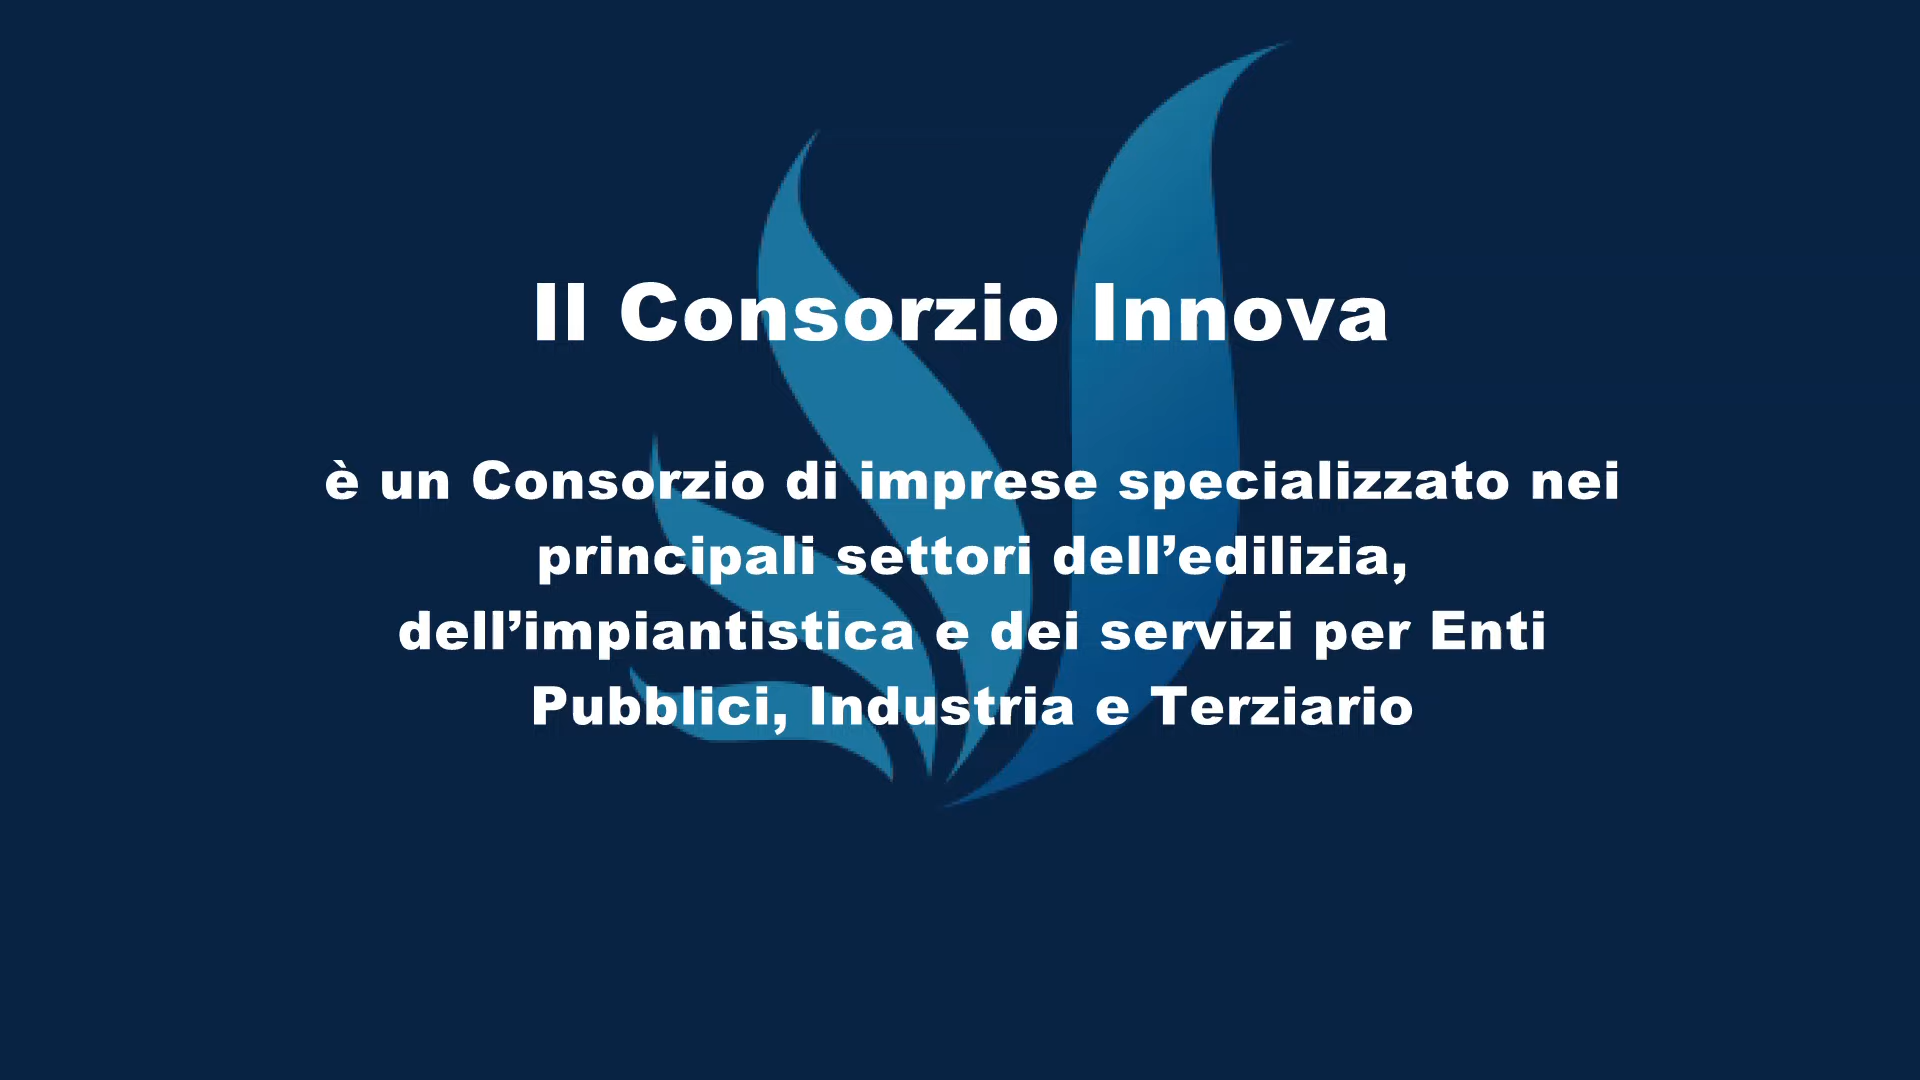 Il Consorzio Innova
è un Consorzio di imprese specializzato nei
principali settori dell’edilizia,
dell’impiantistica e dei servizi per Enti
Pubblici, Industria e Terziario